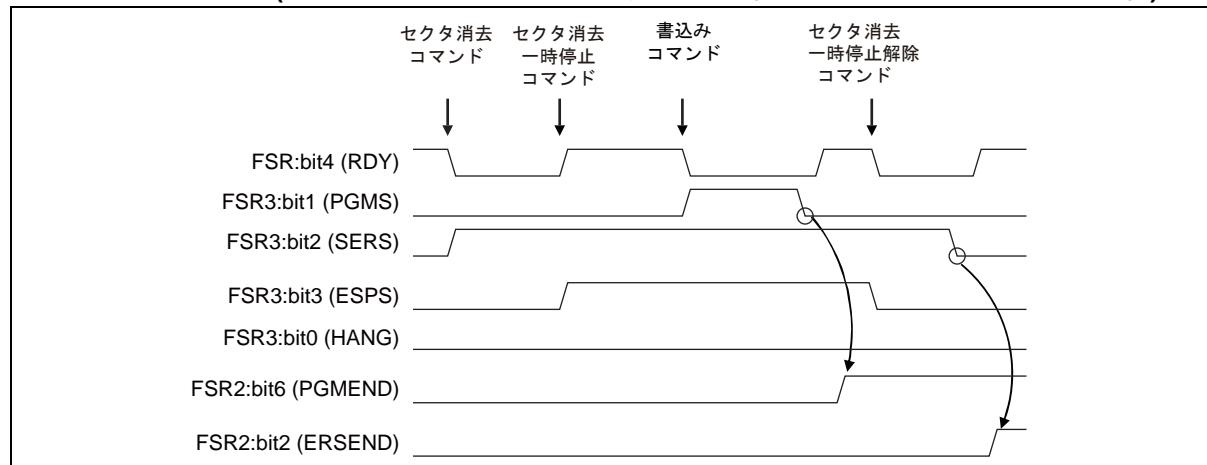 セクタ消去
コマンド
セクタ消去
一時停止
コマンド
書込み
コマンド
セクタ消去
一時停止解除
コマンド
FSR:bit4 (RDY)
FSR3:bit1 (PGMS)
FSR3:bit2 (SERS)
FSR3:bit3 (ESPS)
FSR3:bit0 (HANG)
FSR2:bit6 (PGMEND)
FSR2:bit2 (ERSEND)